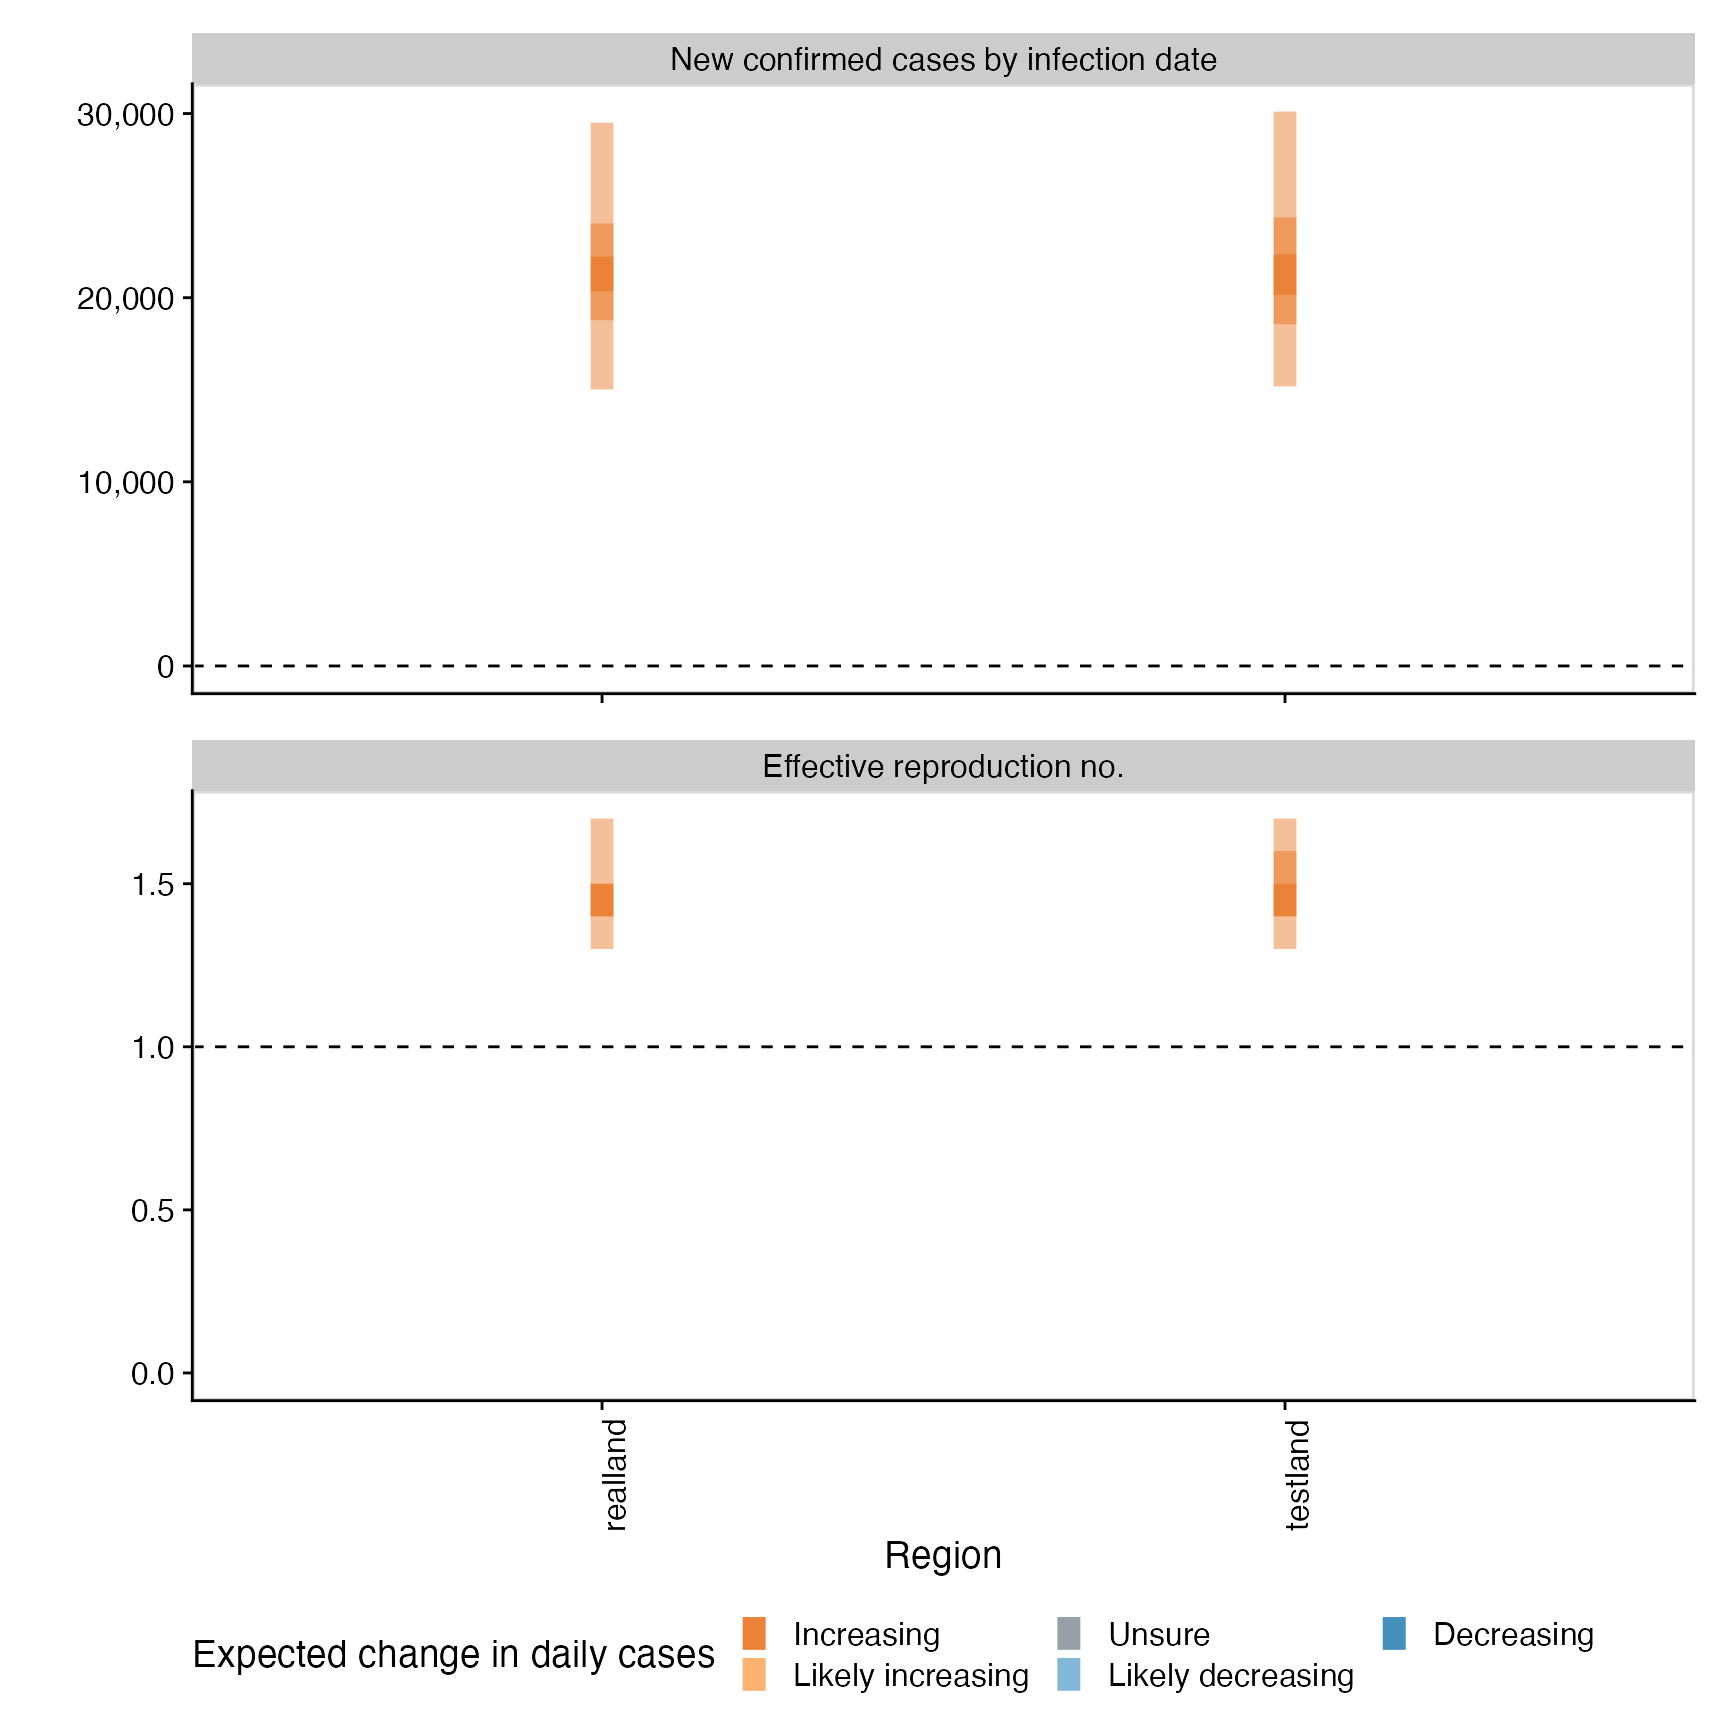 New confirmed cases by infection date
30,000
20,000
10,000
0
Effective reproduction no.
1.5
1.0
0.5
0.0
realland
testland
Region
Expected change in daily cases
Increasing
Likely increasing
Unsure
Likely decreasing
Decreasing